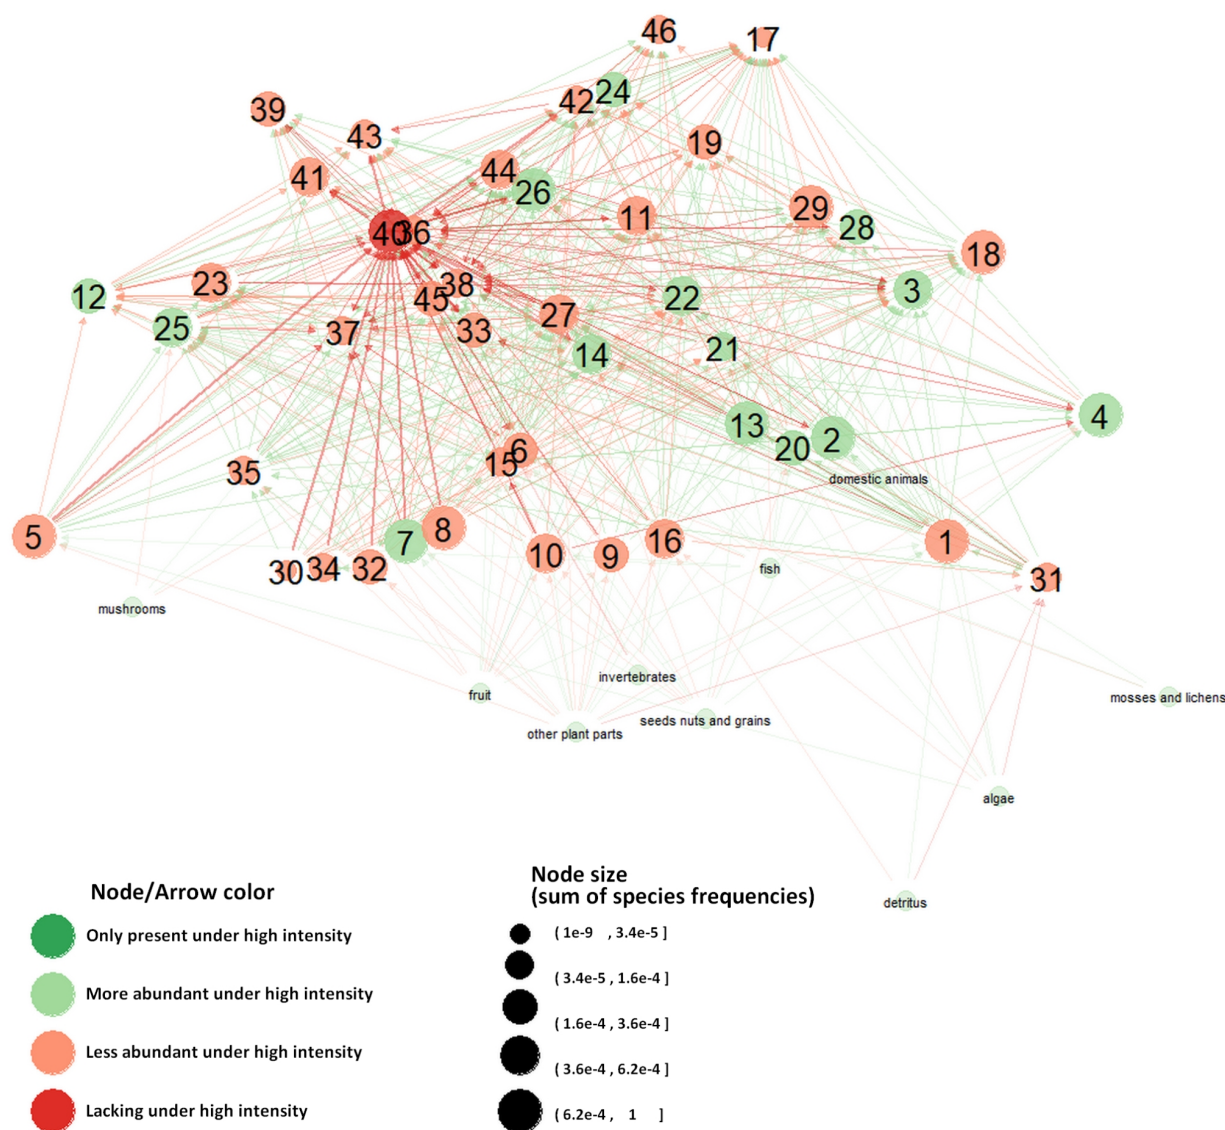 46
17
24
42
39
43
19
44
41
26
11
29
28
40
36
18
23
38
3
12
45
22
27
25
37
33
21
14
4
13
2
20
6
15
35
domestic animals
5
8
7
16
1
10
9
30
34
32
31
fish
mushrooms
invertebrates
fruit
mosses and lichens
seeds nuts and grains
other plant parts
algae
detritus
Node/Arrow color
Only present under high intensity
More abundant under high intensity
Less abundant under high intensity
Lacking under high intensity
Node size
(sum of species frequencies)
( 1e-9 , 3.4e-5 ]
( 3.4e-5 , 1.6e-4 ]
( 1.6e-4 , 3.6e-4 ]
( 3.6e-4 , 6.2e-4 ]
( 6.2e-4 , 1 ]